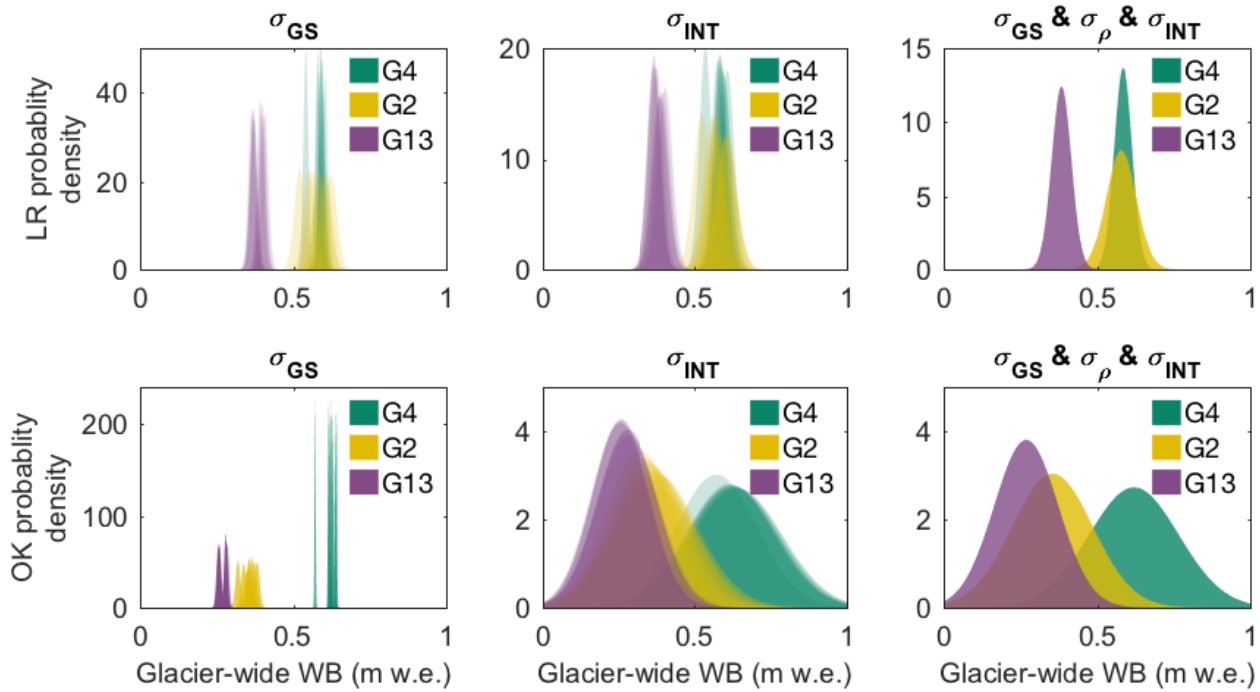 σGS
σINT
σGS & σρ & σINT
LR probablity
density
40
20
0
G4
G2
G13
0
0.5
1
20
10
0
G4
G2
G13
0
0.5
1
15
10
5
0
G4
G2
G13
0
0.5
1
σGS
σINT
σGS & σρ & σINT
OK probablity
density
200
100
0
G4
G2
G13
0
0.5
1
Glacier-wide WB (m w.e.)
4
2
0
G4
G2
G13
0
0.5
1
Glacier-wide WB (m w.e.)
4
2
0
G4
G2
G13
0
0.5
1
Glacier-wide WB (m w.e.)